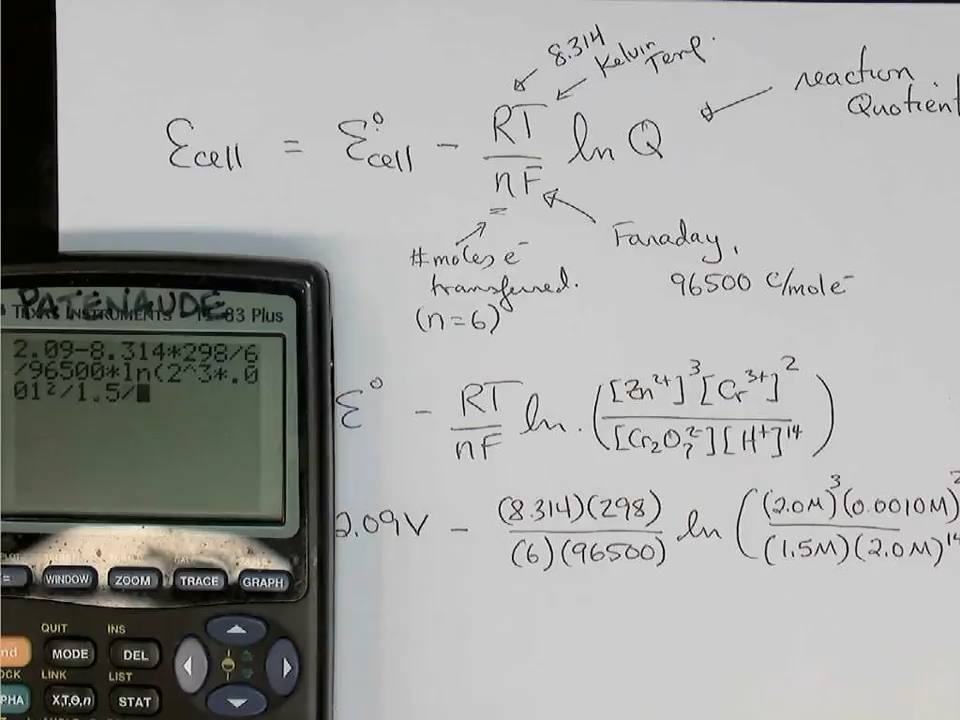 8.314
Kelvin
Temp.
reaction
Quotient
Ɛcell = Ɛ°cell - RT/nF ln Q
# moles e⁻
transferred.
(n=6)
Faraday,
96500 C/mole⁻
PATENAUDE
TEXAS INSTRUMENTS TI-83 Plus
2.09-8.314*298/6
/96500*ln(2^3*.0
01²/1.5/
Ɛ° - RT/nF ln. ([Zn²⁺]³[Cr³⁺]²/[Cr₂O₇²⁻][H⁺]¹⁴)
2.09V - (8.314)(298)/(6)(96500) ln ((2.0M)³(0.0010M)²/(1.5M)(2.0M)¹⁴
= WINDOW ZOOM TRACE GRAPH
QUIT INS
nd MODE DEL
LINK LIST
PHA X,T,Θ,n STAT